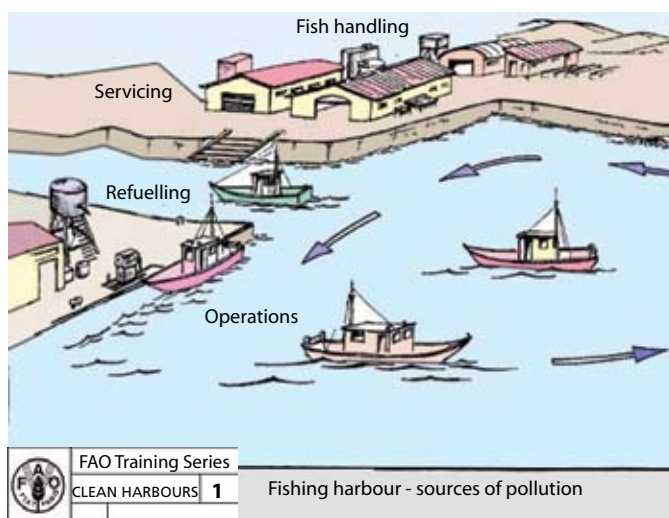 Fish handling
Servicing
Refuelling
Operations
FAO Training Series
CLEAN HARBOURS 1
Fishing harbour - sources of pollution